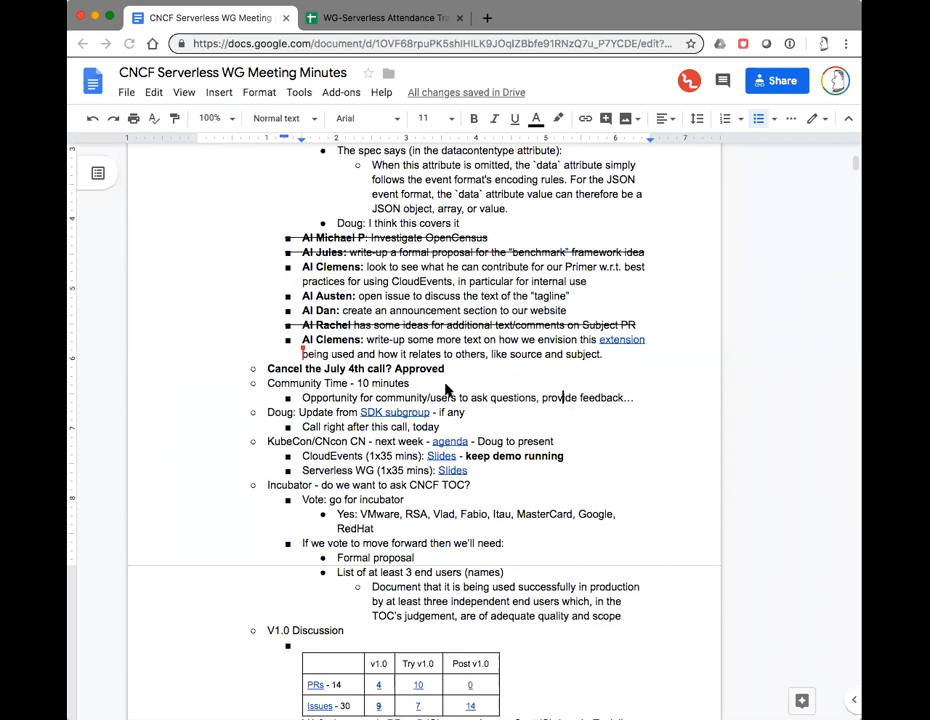 CNCF Serverless WG Meeting
WG-Serverless Attendance Tra
https://docs.google.com/document/d/1OVF68rpuPK5shIHILK9JOqIZBbfe91RNzQ7u_P7YCDE/edit?...
CNCF Serverless WG Meeting Minutes
File Edit View Insert Format Tools Add-ons Help All changes saved in Drive
Share
100% Normal text Arial 11 B I U A
1 1 2 3 4 5 6 7
The spec says (in the datacontenttype attribute):
When this attribute is omitted, the `data` attribute simply
follows the event format's encoding rules. For the JSON
event format, the `data` attribute value can therefore be a
JSON object, array, or value.
Doug: I think this covers it
AI Michael P: Investigate OpenCensus
AI Jules: write-up a formal proposal for the "benchmark" framework idea
AI Clemens: look to see what he can contribute for our Primer w.r.t. best
practices for using CloudEvents, in particular for internal use
AI Austen: open issue to discuss the text of the "tagline"
AI Dan: create an announcement section to our website
AI Rachel has some ideas for additional text/comments on Subject PR
AI Clemens: write-up some more text on how we envision this extension
being used and how it relates to others, like source and subject.
Cancel the July 4th call? Approved
Community Time - 10 minutes
Opportunity for community/users to ask questions, provide feedback…
Doug: Update from SDK subgroup - if any
Call right after this call, today
KubeCon/CNcon CN - next week - agenda - Doug to present
CloudEvents (1x35 mins): Slides - keep demo running
Serverless WG (1x35 mins): Slides
Incubator - do we want to ask CNCF TOC?
Vote: go for incubator
Yes: VMware, RSA, Vlad, Fabio, Itau, MasterCard, Google,
RedHat
If we vote to move forward then we'll need:
Formal proposal
List of at least 3 end users (names)
Document that it is being used successfully in production
by at least three independent end users which, in the
TOC's judgement, are of adequate quality and scope
V1.0 Discussion
v1.0 Try v1.0 Post v1.0
PRs - 14 4 10 0
Issues - 30 9 7 14